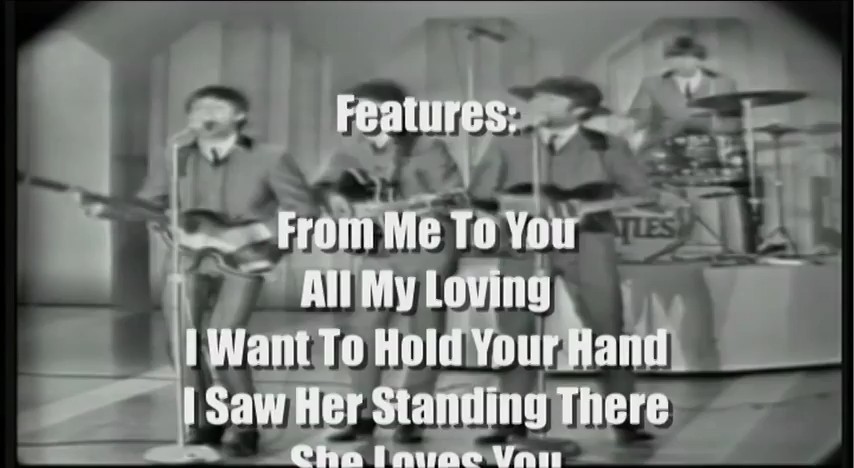 Features:
From Me To You
All My Loving
I Want To Hold Your Hand
I Saw Her Standing There
She Loves You
TLES